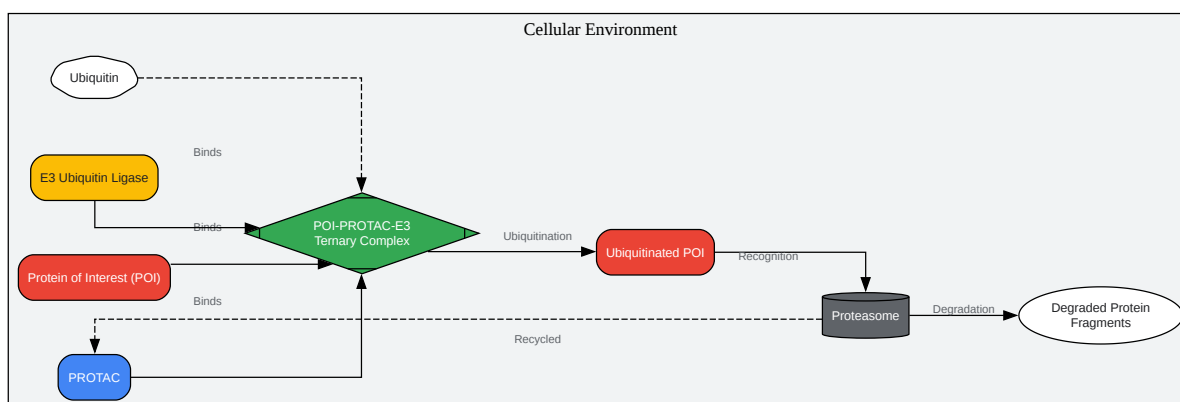 Cellular Environment
Ubiquitin
Binds
E3 Ubiquitin Ligase
Binds
POI-PROTAC-E3
Ternary Complex
Ubiquitination
Ubiquitinated POI
Recognition
Protein of Interest (POI)
Binds
Recycled
Proteasome
Degradation
Degraded Protein
Fragments
PROTAC